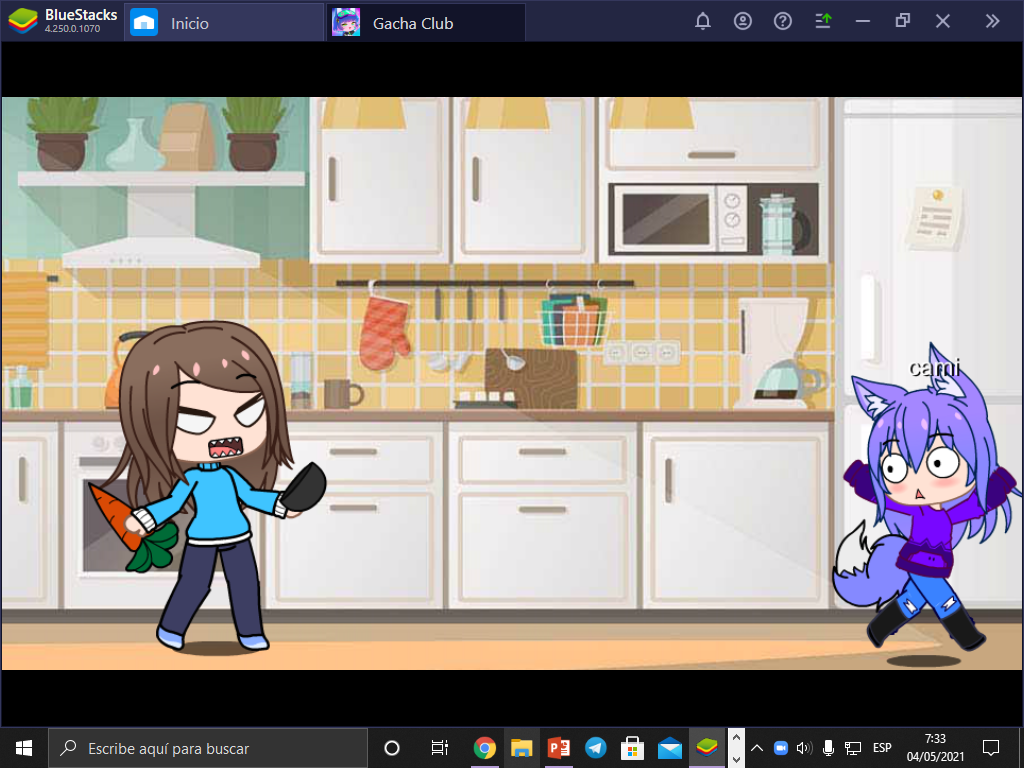 BlueStacks
4.250.0.1070
Inicio
Gacha Club
cami
Escribe aquí para buscar
ESP
7:33
04/05/2021